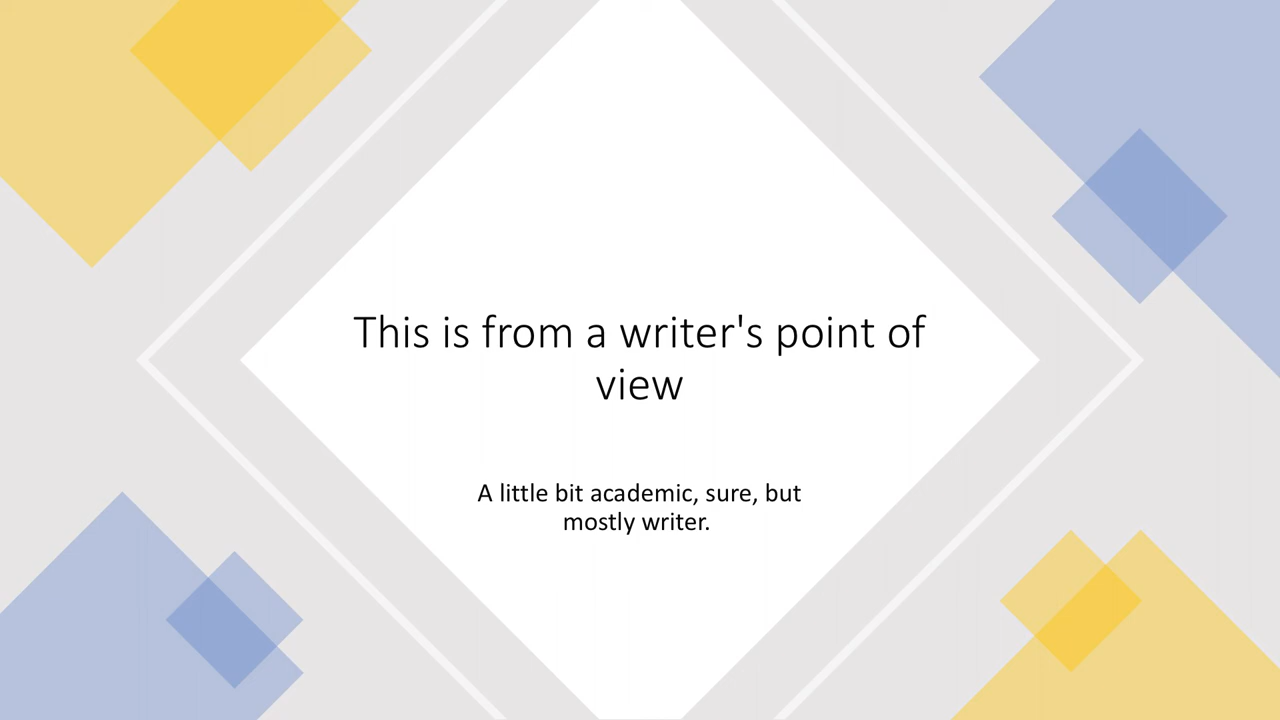 This is from a writer's point of
view
A little bit academic, sure, but
mostly writer.